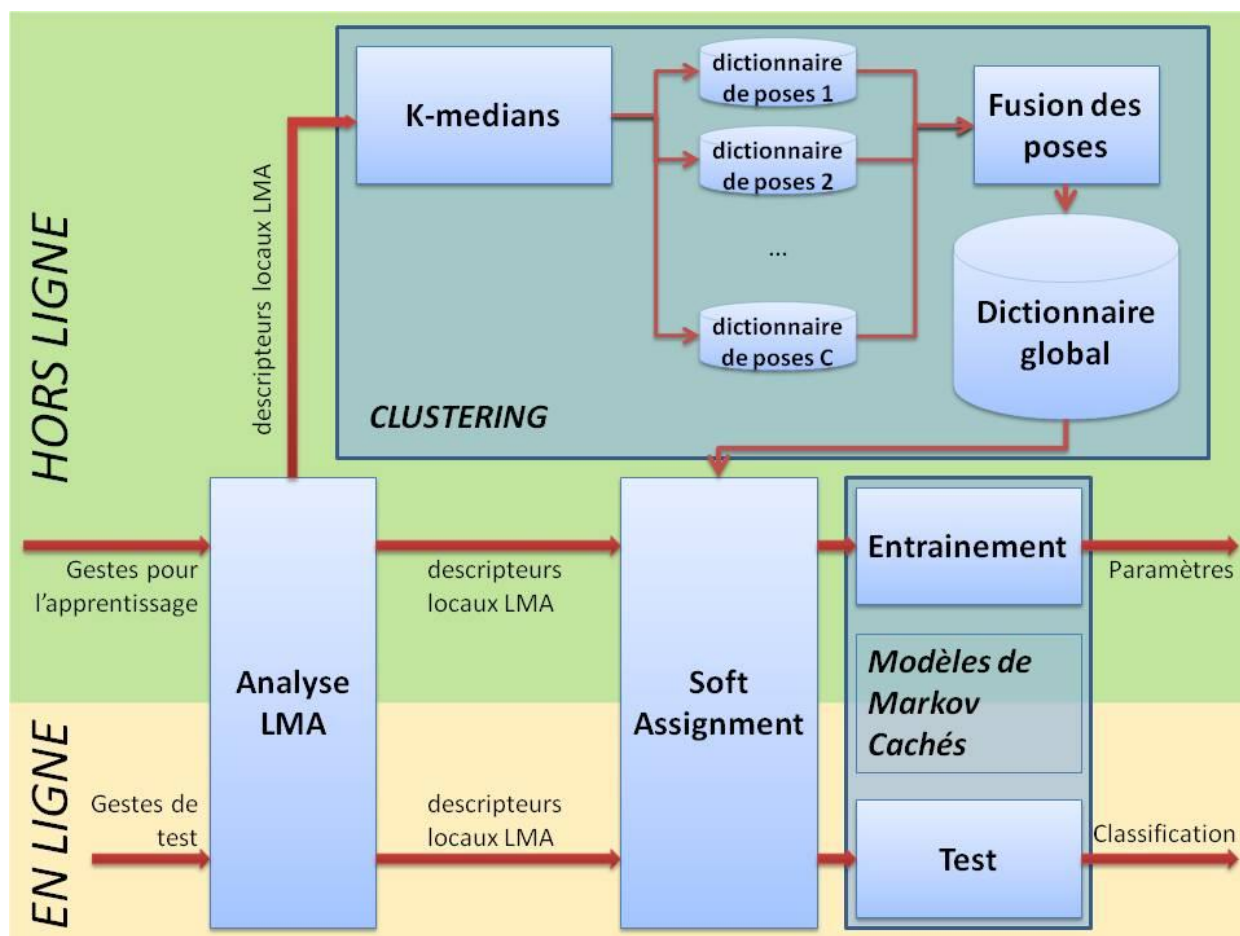 HORS LIGNE
descripteurs locaux LMA
K-medians
dictionnaire
de poses 1
dictionnaire
de poses 2
...
dictionnaire
de poses C
Fusion des
poses
Dictionnaire
global
CLUSTERING
Gestes pour
l'apprentissage
Analyse
LMA
descripteurs
locaux LMA
Soft
Assignment
Entrainement
Paramètres
Modèles de
Markov
Cachés
EN LIGNE
Gestes de
test
descripteurs
locaux LMA
Test
Classification